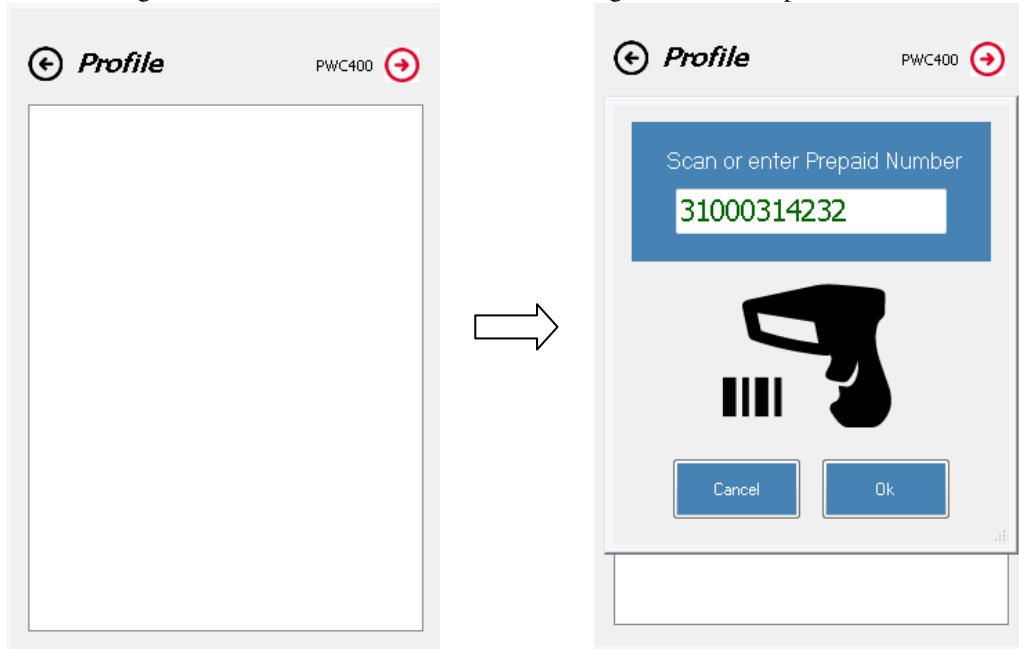 Profile
PWC400
Profile
PWC400
Scan or enter Prepaid Number
31000314232
Cancel
Ok